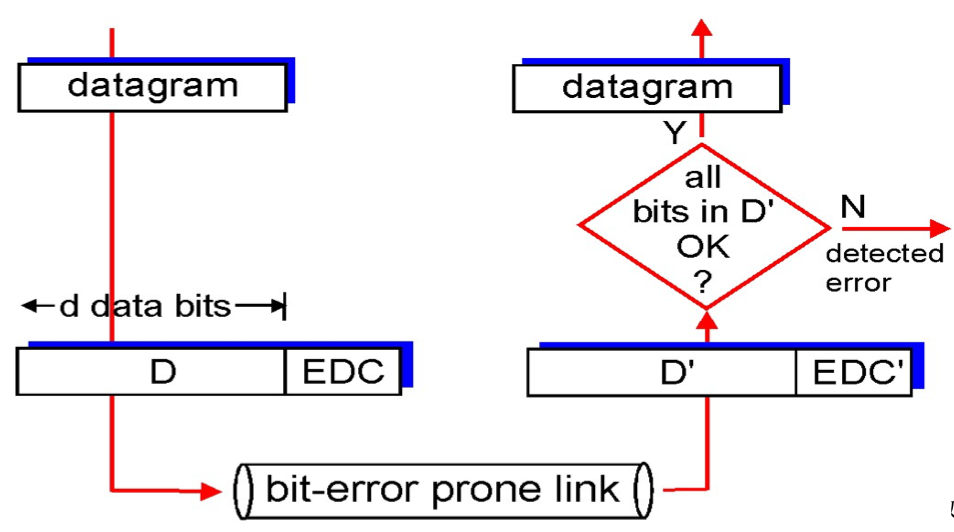 datagram
datagram
Y
all
bits in D'
OK
?
N
detected
error
d data bits
D
EDC
D'
EDC'
bit-error prone link